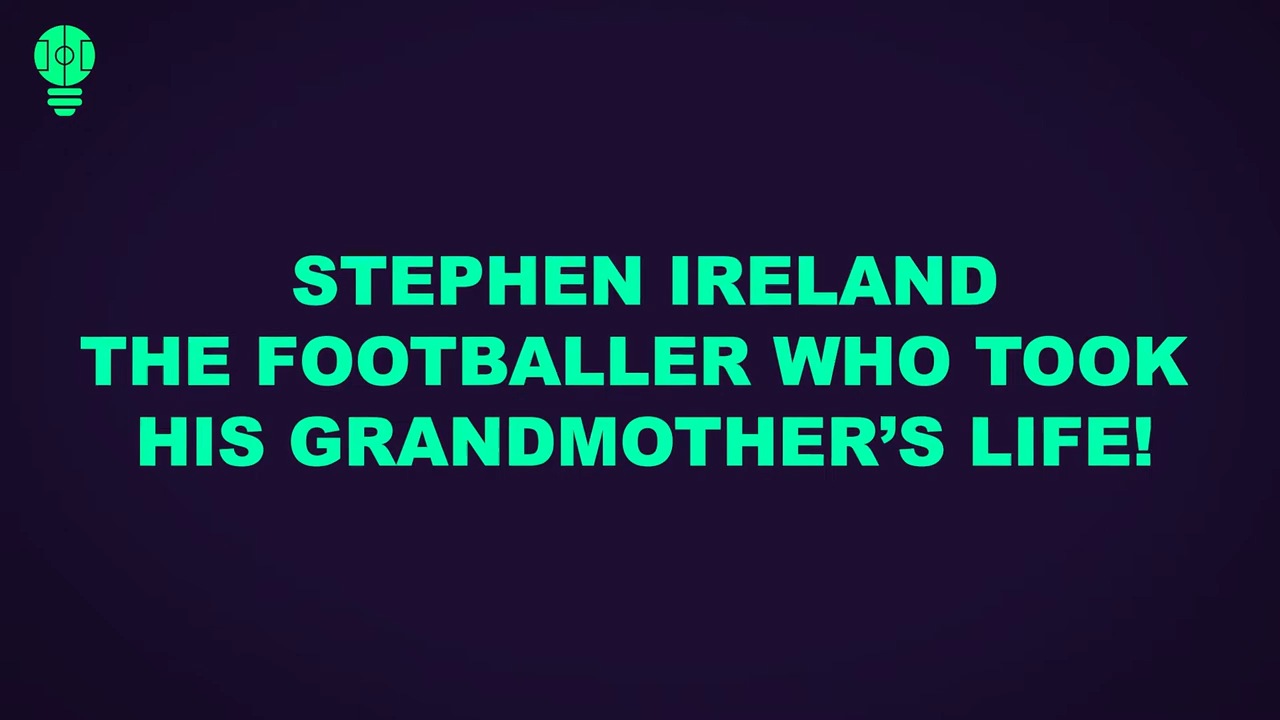 STEPHEN IRELAND
THE FOOTBALLER WHO TOOK
HIS GRANDMOTHER’S LIFE!